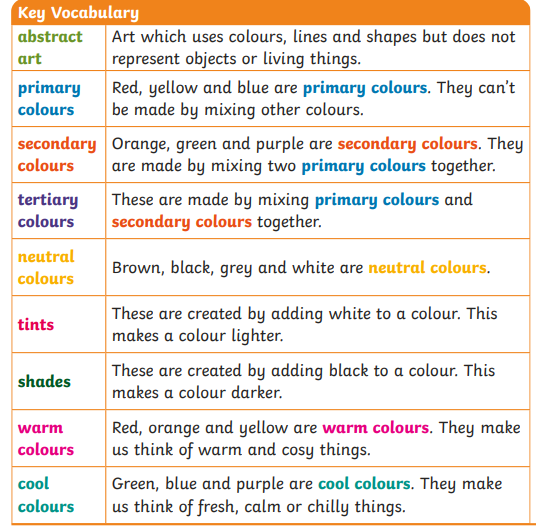 Key Vocabulary
abstract
art
Art which uses colours, lines and shapes but does not
represent objects or living things.
primary
colours
Red, yellow and blue are primary colours. They can't
be made by mixing other colours.
secondary
colours
Orange, green and purple are secondary colours. They
are made by mixing two primary colours together.
tertiary
colours
These are made by mixing primary colours and
secondary colours together.
neutral
colours
Brown, black, grey and white are neutral colours.
tints
These are created by adding white to a colour. This
makes a colour lighter.
shades
These are created by adding black to a colour. This
makes a colour darker.
warm
colours
Red, orange and yellow are warm colours. They make
us think of warm and cosy things.
cool
colours
Green, blue and purple are cool colours. They make
us think of fresh, calm or chilly things.